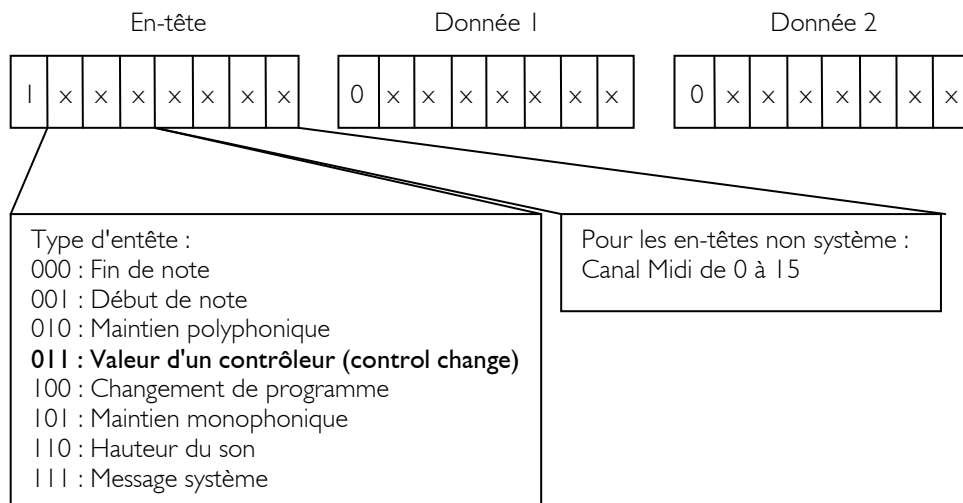 En-tête Donnée 1 Donnée 2
1 x x x x x x x 0 x x x x x x x 0 x x x x x x x
Type d'entête :
000 : Fin de note
001 : Début de note
010 : Maintien polyphonique
011 : Valeur d'un contrôleur (control change)
100 : Changement de programme
101 : Maintien monophonique
110 : Hauteur du son
111 : Message système
Pour les en-têtes non système :
Canal Midi de 0 à 15